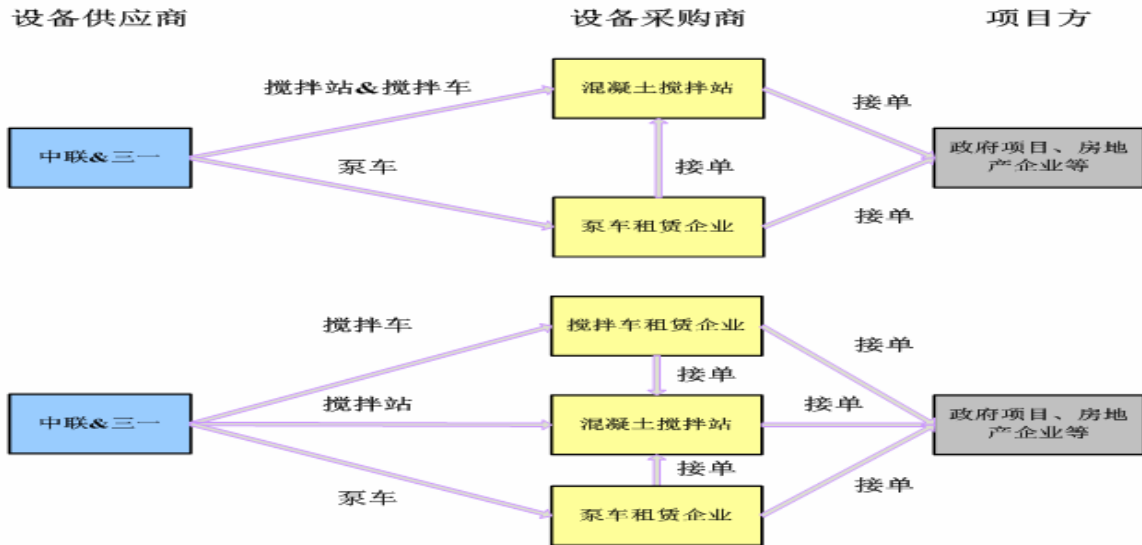 设备供应商
设备采购商
项目方
搅拌站&搅拌车
混凝土搅拌站
接单
中联&三一
泵车
接单
政府项目、房地
产企业等
泵车租赁企业
接单
搅拌车
搅拌车租赁企业
接单
接单
中联&三一
搅拌站
混凝土搅拌站
接单
政府项目、房地
产企业等
接单
泵车
泵车租赁企业
接单